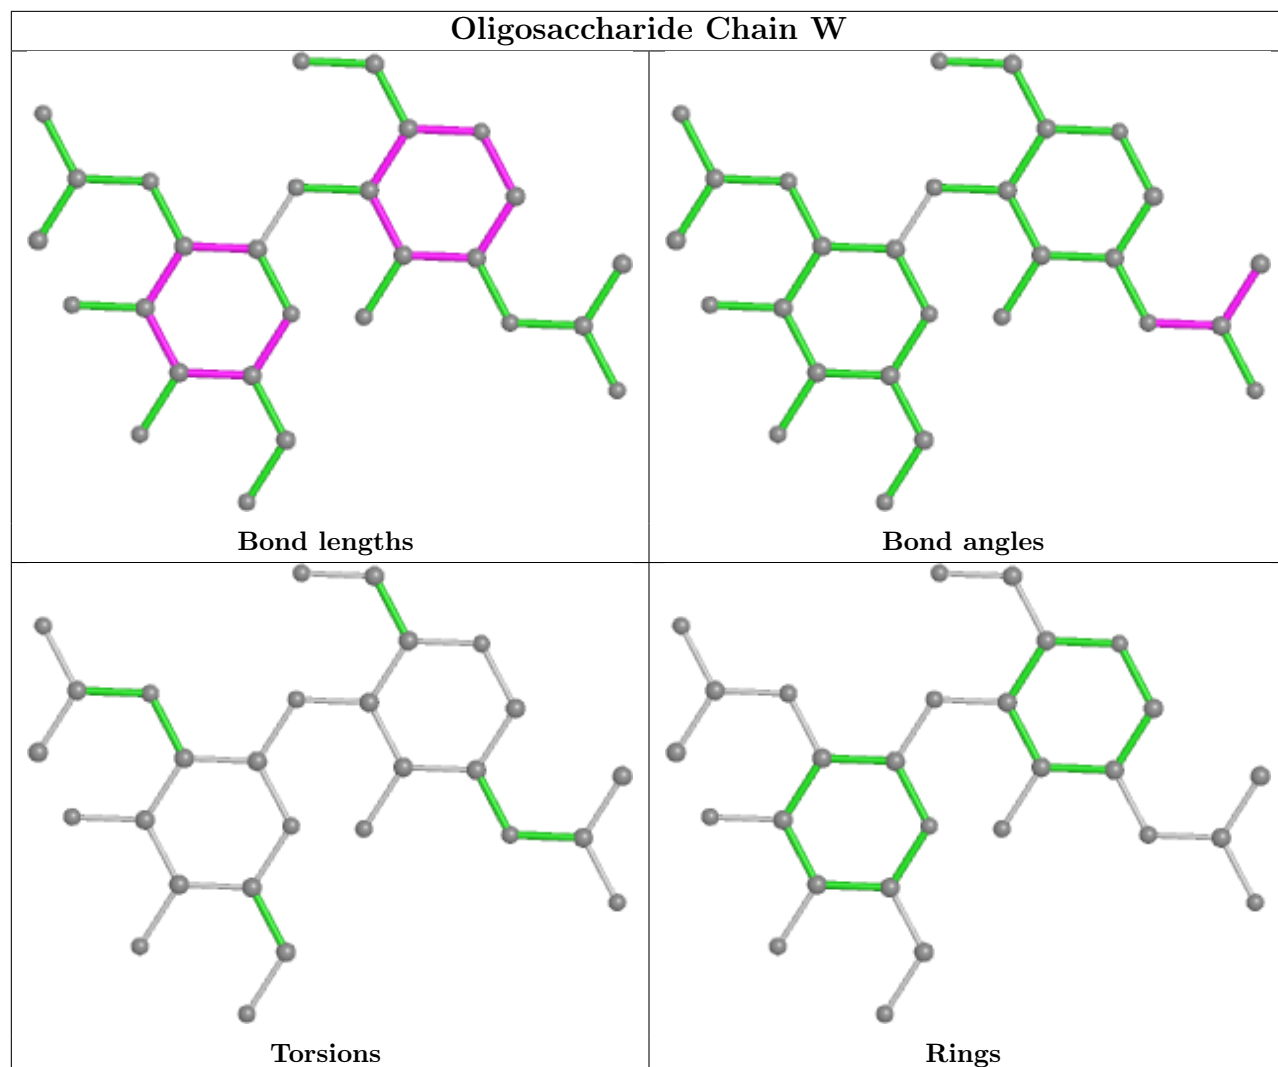 Oligosaccharide Chain W
Bond lengths
Bond angles
Torsions
Rings